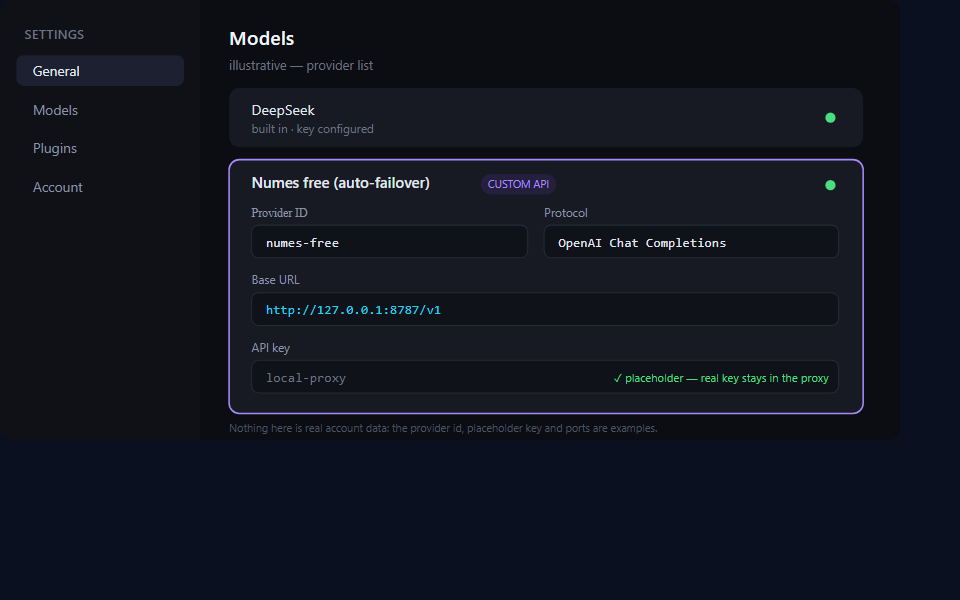 SETTINGS
General
Models
Plugins
Account
Models
illustrative — provider list
DeepSeek
built in · key configured
Numes free (auto-failover)
CUSTOM API
Provider ID
Protocol
numes-free
OpenAI Chat Completions
Base URL
http://127.0.0.1:8787/v1
API key
local-proxy
✓ placeholder — real key stays in the proxy
Nothing here is real account data: the provider id, placeholder key and ports are examples.